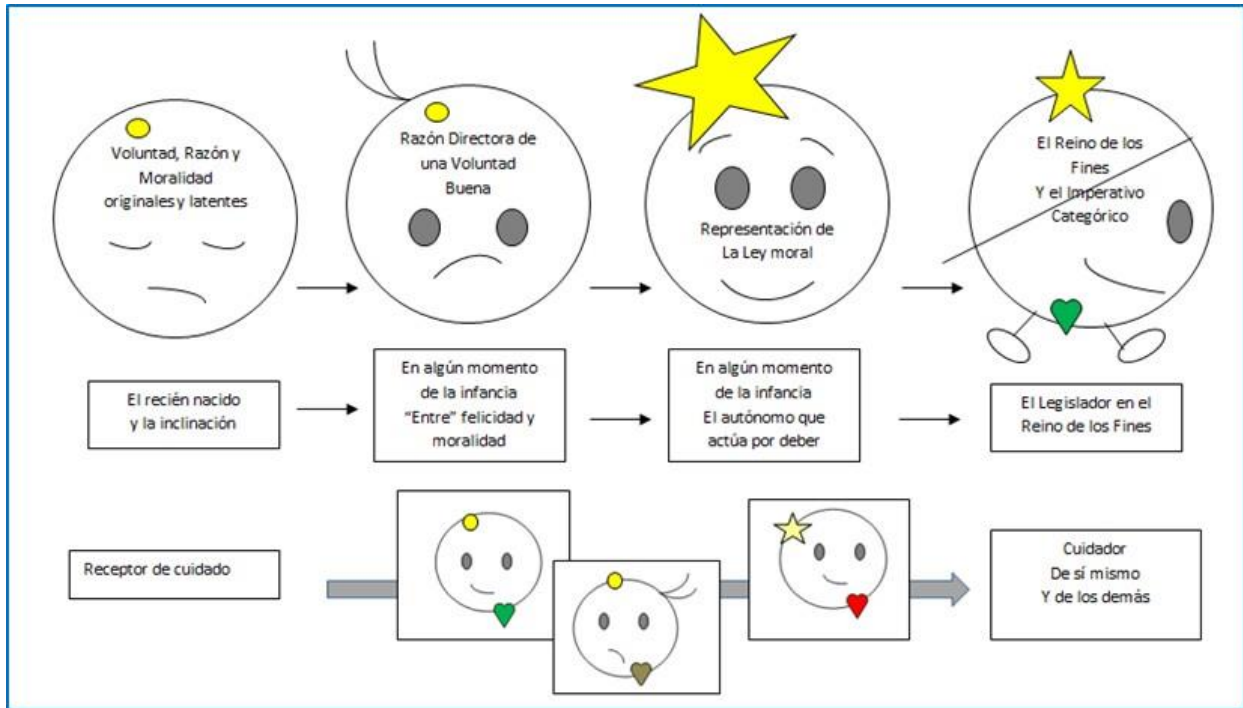 Voluntad, Razón y
Moralidad
originales y latentes
Razón Directora de
una Voluntad
Buena
Representación de
La Ley moral
El Reino de los
Fines
Y el Imperativo
Categórico
El recién nacido
y la inclinación
En algún momento
de la infancia
"Entre" felicidad y
moralidad
En algún momento
de la infancia
El autónomo que
actúa por deber
El Legislador en el
Reino de los Fines
Receptor de cuidado
Cuidador
De sí mismo
Y de los demás